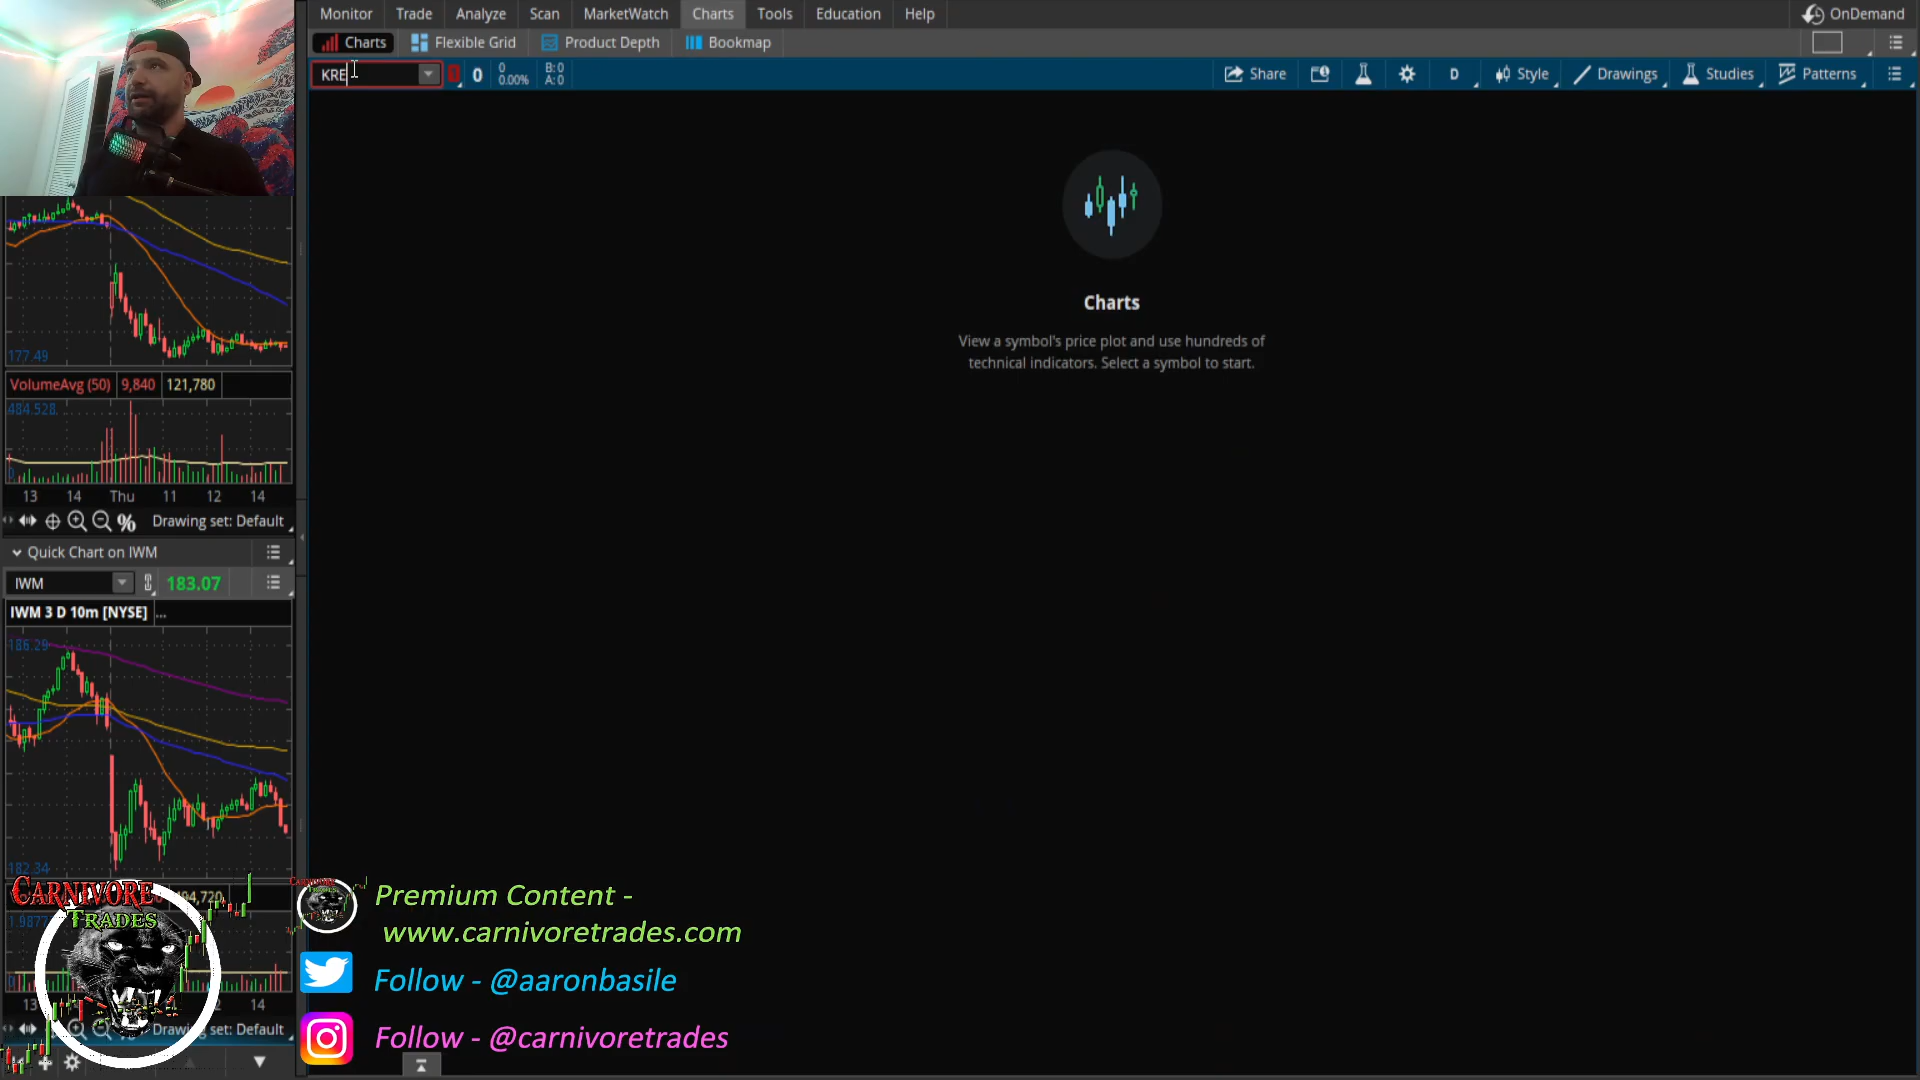 Monitor Trade Analyze Scan MarketWatch Charts Tools Education Help OnDemand
Charts Flexible Grid Product Depth Bookmap
KRE 0 0 B: 0 Share D Style Drawings Studies Patterns
0.00% A: 0
Charts
View a symbol's price plot and use hundreds of
technical indicators. Select a symbol to start.
177.49
VolumeAvg (50) 9,840 121,780
484.528
0
13 14 Thu 11 12 14
% Drawing set: Default
Quick Chart on IWM
IWM 183.07
IWM 3 D 10m [NYSE] ...
186.29
182.34
CARNIVORE
TRADES
13 14
Drawing set: Default
Premium Content -
www.carnivoretrades.com
Follow - @aaronbasile
Follow - @carnivoretrades